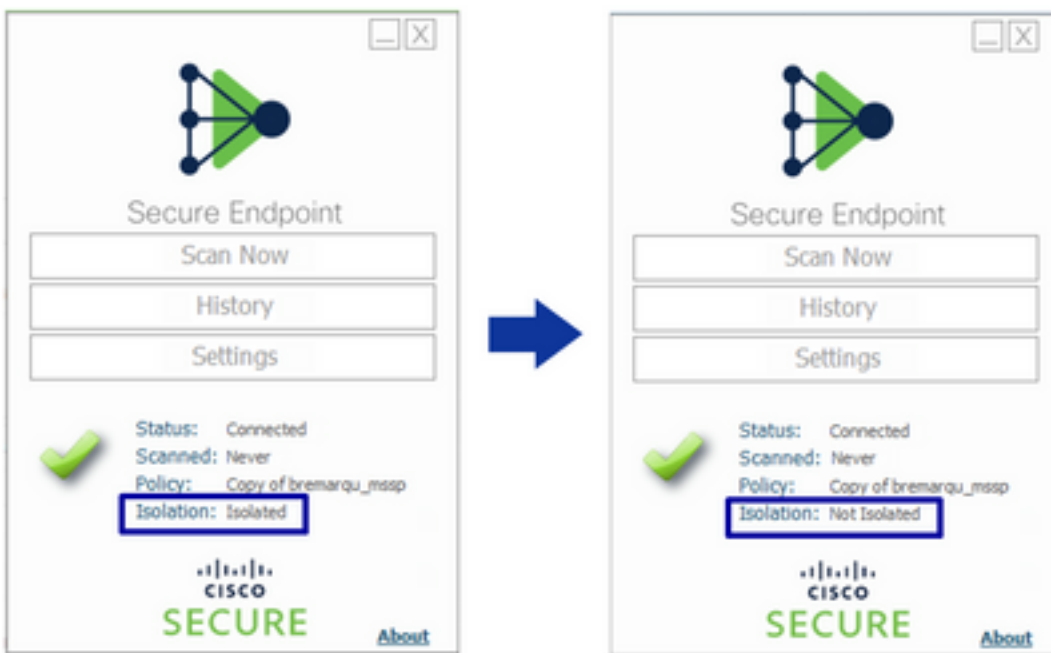 Secure Endpoint
Scan Now
History
Settings
Status: Connected
Scanned: Never
Policy: Copy of bremarqu_mssp
Isolation: Isolated
CISCO
SECURE
About
Secure Endpoint
Scan Now
History
Settings
Status: Connected
Scanned: Never
Policy: Copy of bremarqu_mssp
Isolation: Not Isolated
CISCO
SECURE
About